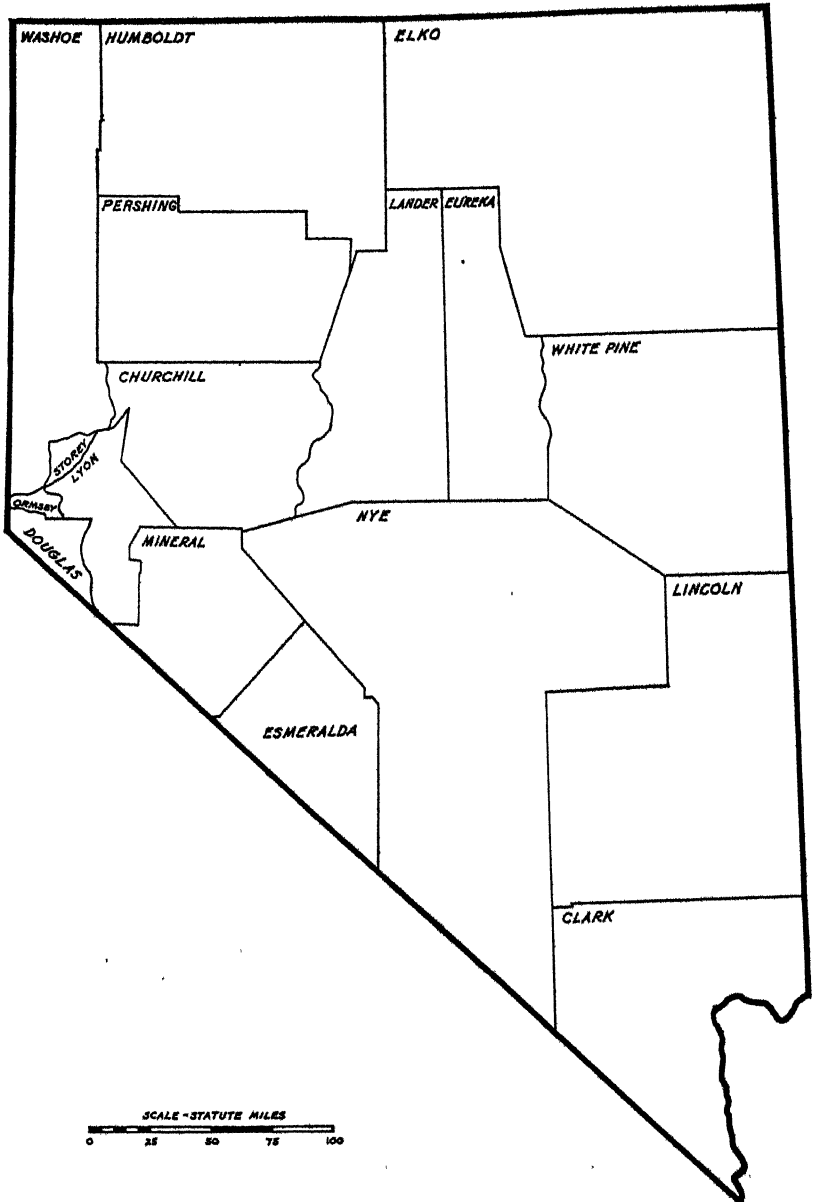 WASHOE HUMBOLDT ELKO
PERSHING LANDER EUREKA
WHITE PINE
CHURCHILL
STOREY
LYON
ORMSBY
NYE
DOUGLAS
MINERAL
LINCOLN
ESMERALDA
CLARK
SCALE - STATUTE MILES
0 25 50 75 100